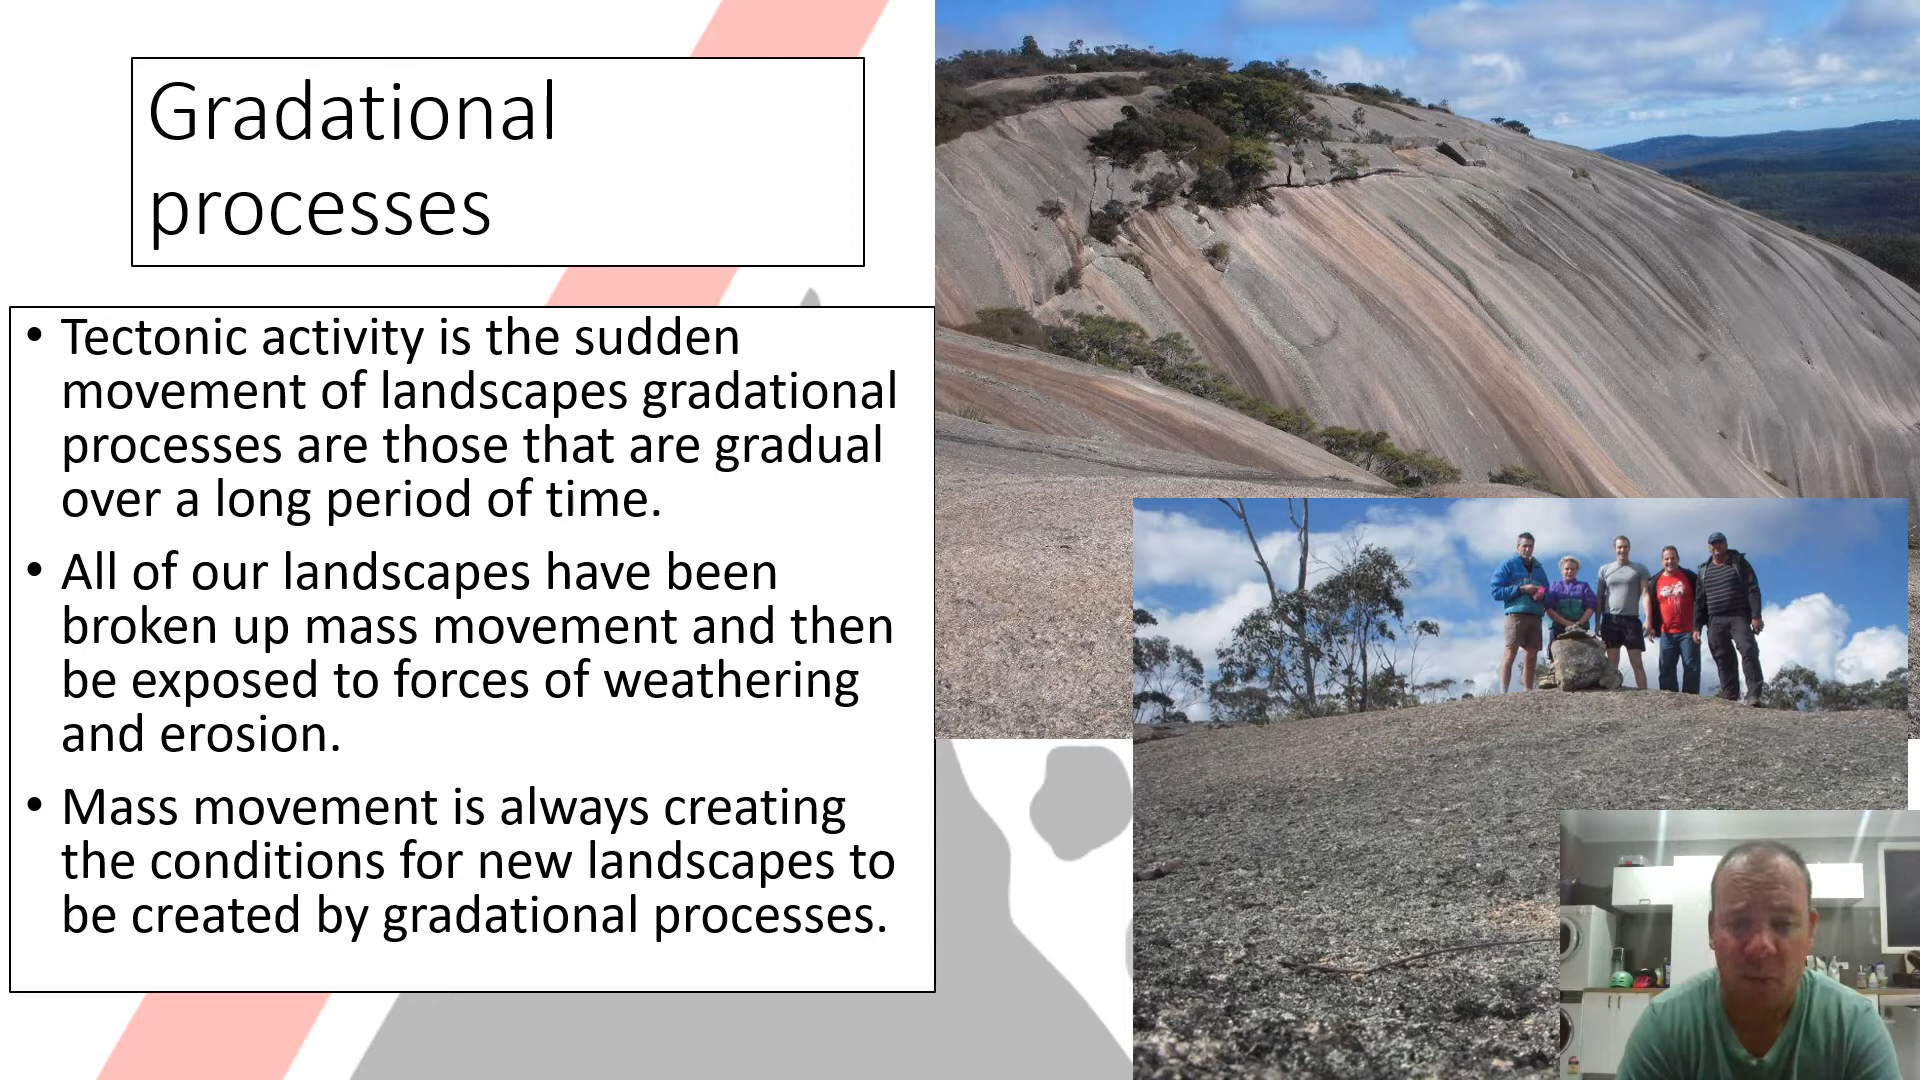 Gradational
processes
• Tectonic activity is the sudden
movement of landscapes gradational
processes are those that are gradual
over a long period of time.
• All of our landscapes have been
broken up mass movement and then
be exposed to forces of weathering
and erosion.
• Mass movement is always creating
the conditions for new landscapes to
be created by gradational processes.